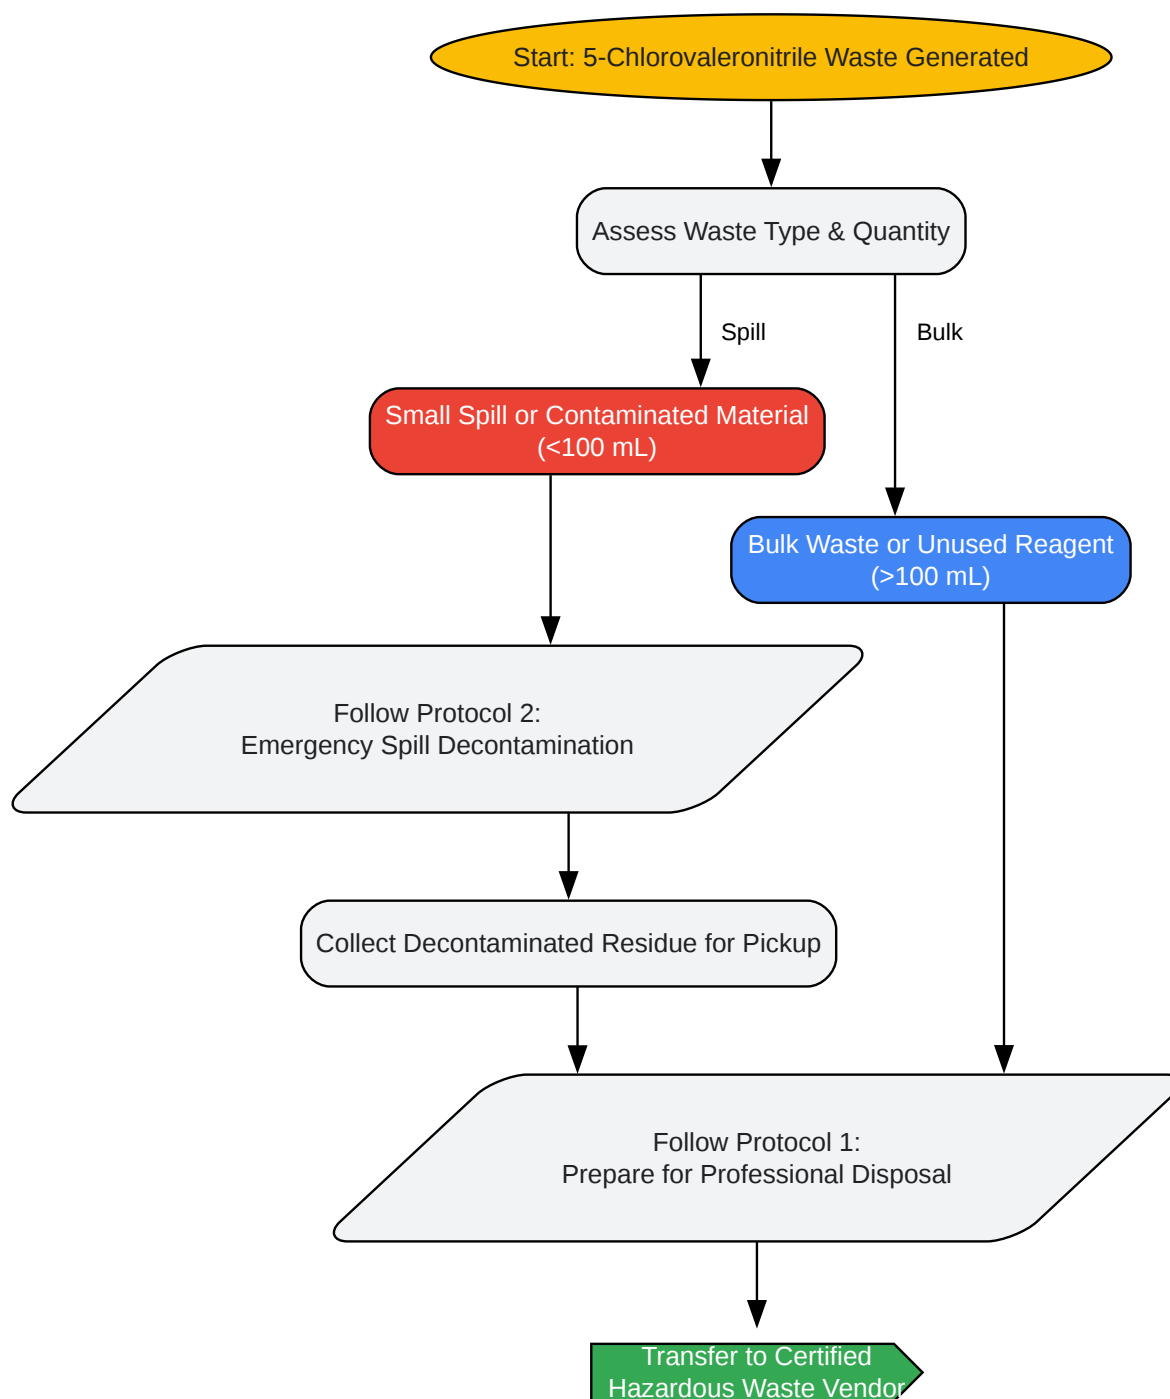 Start: 5-Chlorovaleronitrile Waste Generated
Assess Waste Type & Quantity
Spill
Bulk
Small Spill or Contaminated Material
(<100 mL)
Bulk Waste or Unused Reagent
(>100 mL)
Follow Protocol 2:
Emergency Spill Decontamination
Collect Decontaminated Residue for Pickup
Follow Protocol 1:
Prepare for Professional Disposal
Transfer to Certified
Hazardous Waste Vendor